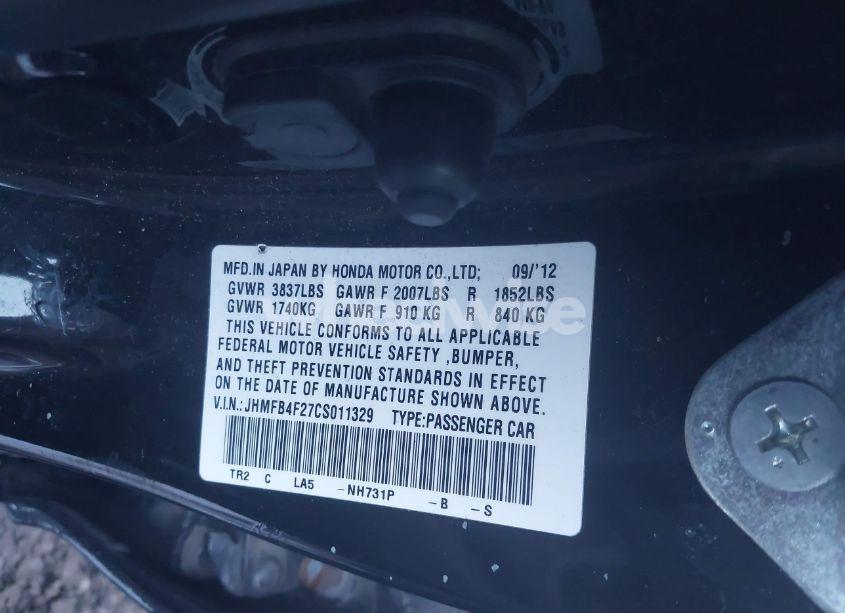 MFD.IN JAPAN BY HONDA MOTOR CO.,LTD; 09/'12
GVWR 3837LBS GAWR F 2007LBS R 1852LBS
GVWR 1740KG GAWR F 910 KG R 840 KG
THIS VEHICLE CONFORMS TO ALL APPLICABLE
FEDERAL MOTOR VEHICLE SAFETY ,BUMPER,
AND THEFT PREVENTION STANDARDS IN EFFECT
ON THE DATE OF MANUFACTURE SHOWN ABOVE.
V.I.N.: JHMFB4F27CS011329 TYPE:PASSENGER CAR
TR2 C LA5 -NH731P -B -S